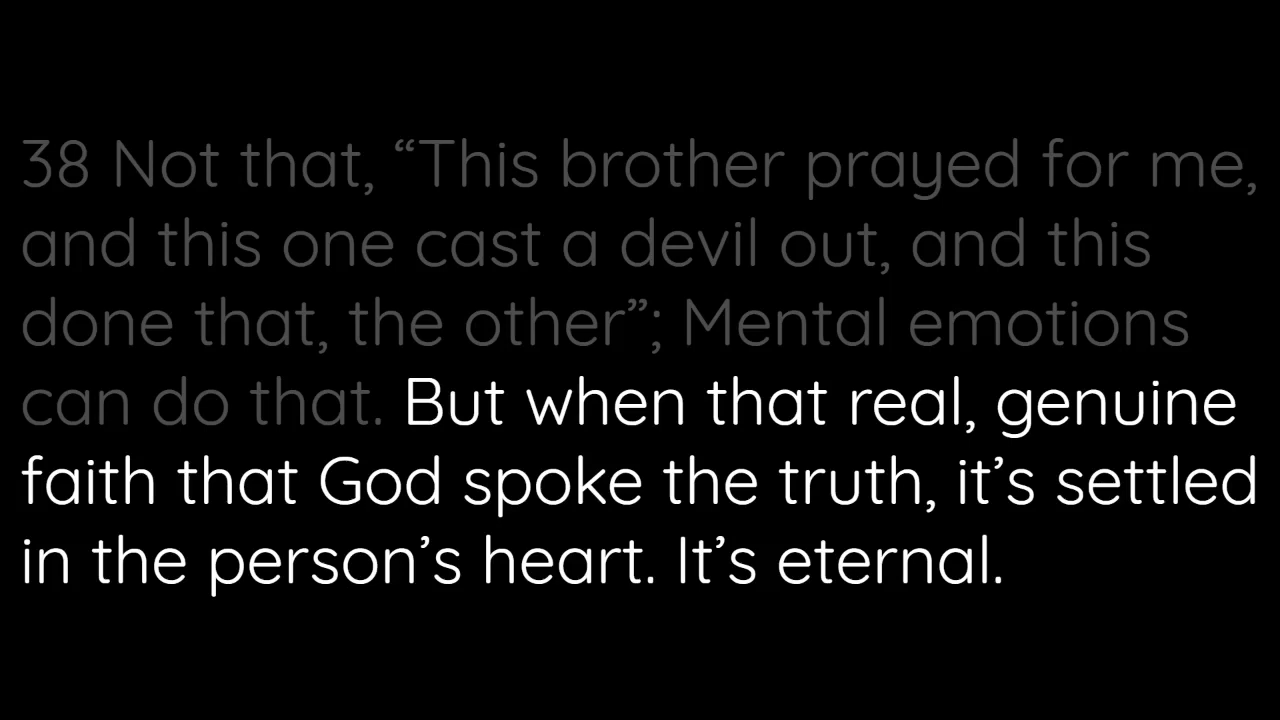 38 Not that, “This brother prayed for me,
and this one cast a devil out, and this
done that, the other”; Mental emotions
can do that. But when that real, genuine
faith that God spoke the truth, it’s settled
in the person’s heart. It’s eternal.